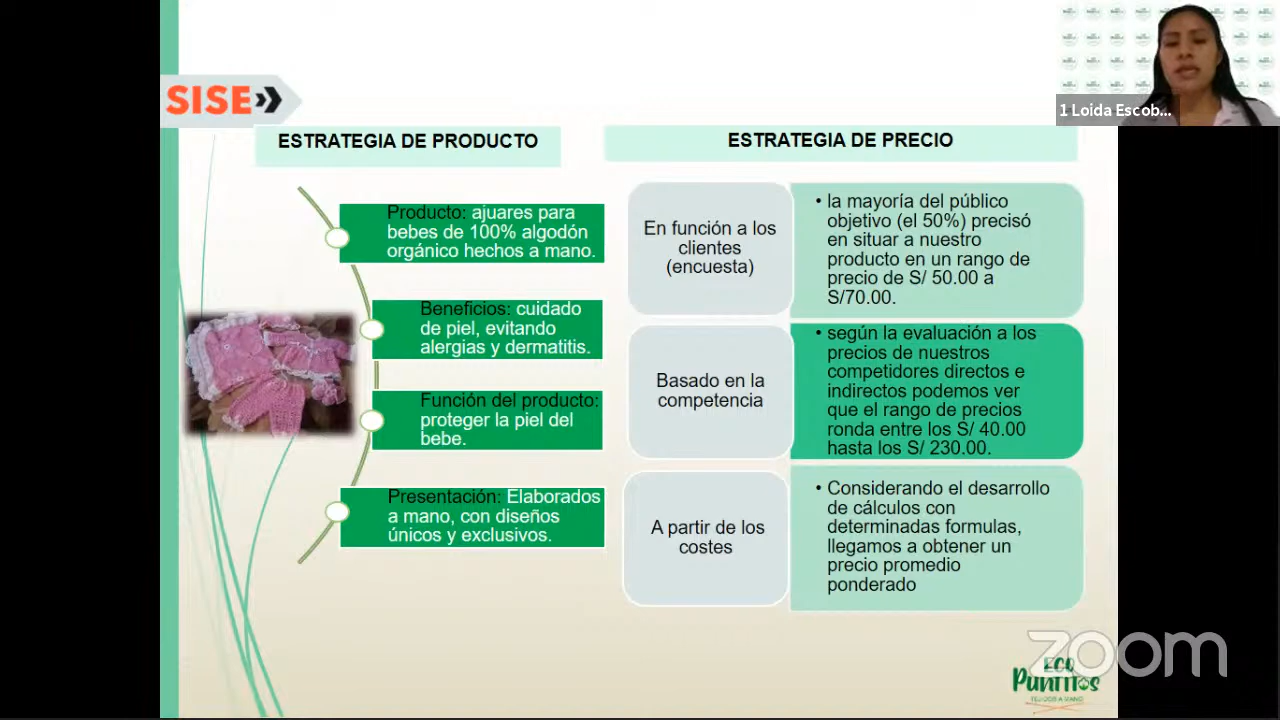 SISE
1 Loida Escob...
ESTRATEGIA DE PRODUCTO
Producto: ajuares para
bebes de 100% algodón
orgánico hechos a mano.
Beneficios: cuidado
de piel, evitando
alergias y dermatitis.
Función del producto:
proteger la piel del
bebe.
Presentación: Elaborados
a mano, con diseños
únicos y exclusivos.
ESTRATEGIA DE PRECIO
En función a los
clientes
(encuesta)
• la mayoría del público
objetivo (el 50%) precisó
en situar a nuestro
producto en un rango de
precio de S/ 50.00 a
S/70.00.
Basado en la
competencia
• según la evaluación a los
precios de nuestros
competidores directos e
indirectos podemos ver
que el rango de precios
ronda entre los S/ 40.00
hasta los S/ 230.00.
A partir de los
costes
• Considerando el desarrollo
de cálculos con
determinadas formulas,
llegamos a obtener un
precio promedio
ponderado
zoom
ECO
Puntitos
TEJIDOS A MANO